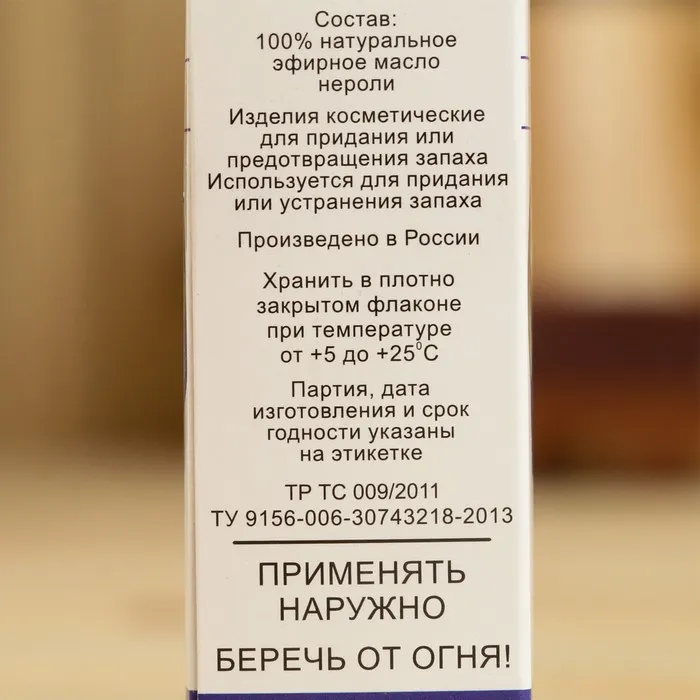 Состав:
100% натуральное
эфирное масло
нероли
Изделия косметические
для придания или
предотвращения запаха
Используется для придания
или устранения запаха
Произведено в России
Хранить в плотно
закрытом флаконе
при температуре
от +5 до +25⁰С
Партия, дата
изготовления и срок
годности указаны
на этикетке
ТР ТС 009/2011
ТУ 9156-006-30743218-2013
ПРИМЕНЯТЬ
НАРУЖНО
БЕРЕЧЬ ОТ ОГНЯ!